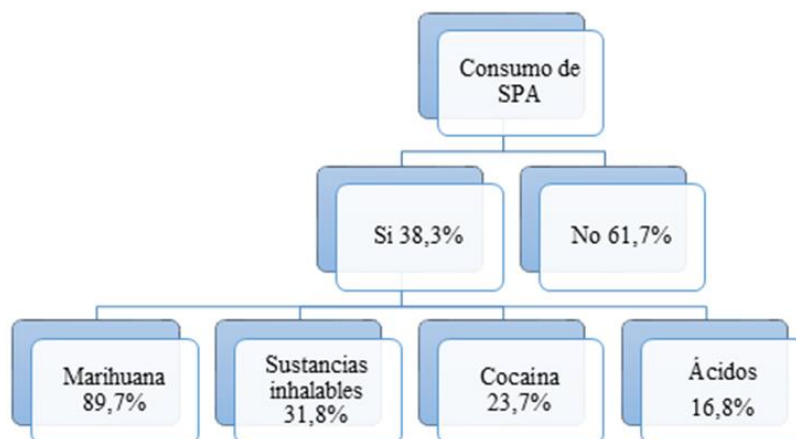 Consumo de
SPA
Si 38,3%
No 61,7%
Marihuana
89,7%
Sustancias
inhalables
31,8%
Cocaína
23,7%
Ácidos
16,8%